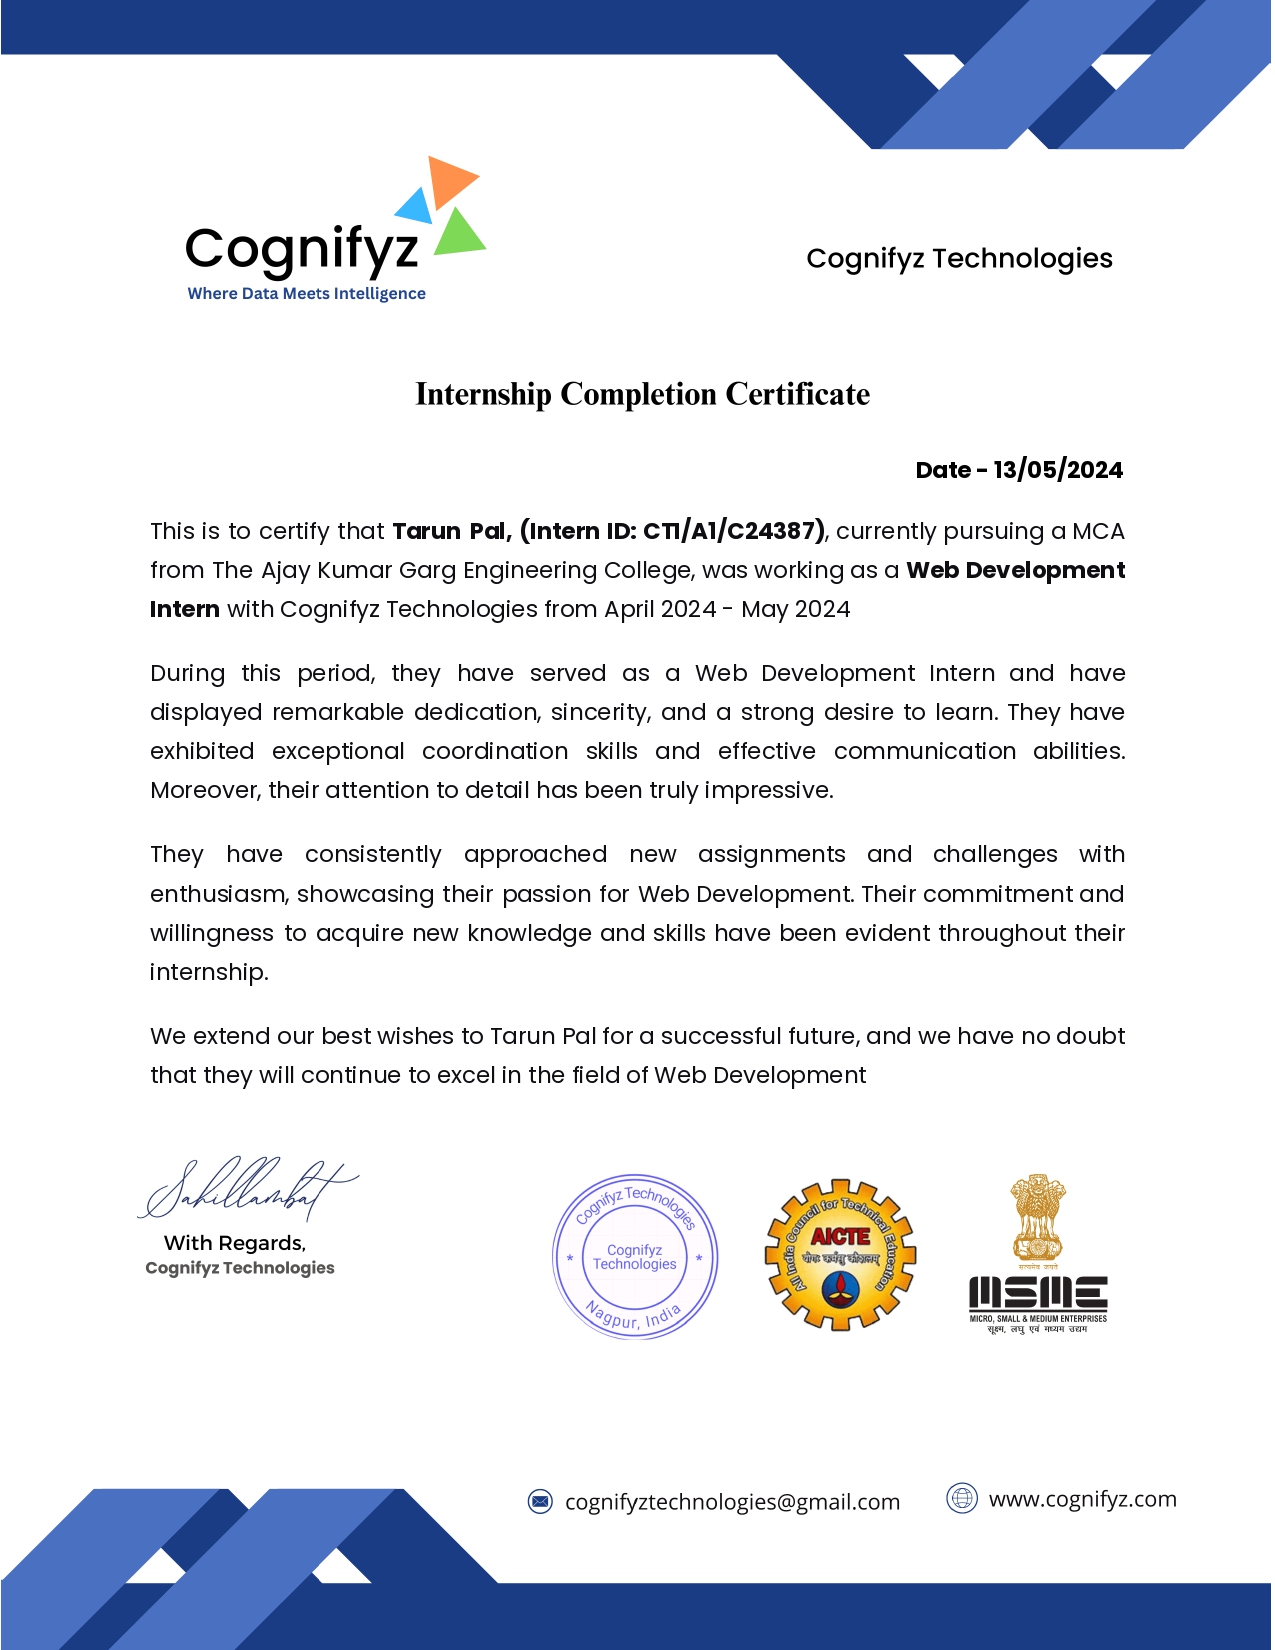 Cognifyz
Where Data Meets Intelligence
Cognifyz Technologies
Internship Completion Certificate
Date - 13/05/2024
This is to certify that Tarun Pal, (Intern ID: CTI/A1/C24387), currently pursuing a MCA
from The Ajay Kumar Garg Engineering College, was working as a Web Development
Intern with Cognifyz Technologies from April 2024 - May 2024
During this period, they have served as a Web Development Intern and have
displayed remarkable dedication, sincerity, and a strong desire to learn. They have
exhibited exceptional coordination skills and effective communication abilities.
Moreover, their attention to detail has been truly impressive.
They have consistently approached new assignments and challenges with
enthusiasm, showcasing their passion for Web Development. Their commitment and
willingness to acquire new knowledge and skills have been evident throughout their
internship.
We extend our best wishes to Tarun Pal for a successful future, and we have no doubt
that they will continue to excel in the field of Web Development
Sahillambat
With Regards,
Cognifyz Technologies
Cognifyz Technologies
Cognifyz
Technologies
* *
Nagpur, India
All India Council for Technical Education
AICTE
योगः कर्मसु कौशलम्
सत्यमेव जयते
MSME
MICRO, SMALL & MEDIUM ENTERPRISES
सूक्ष्म, लघु एवं मध्यम उद्यम
cognifyztechnologies@gmail.com
www.cognifyz.com